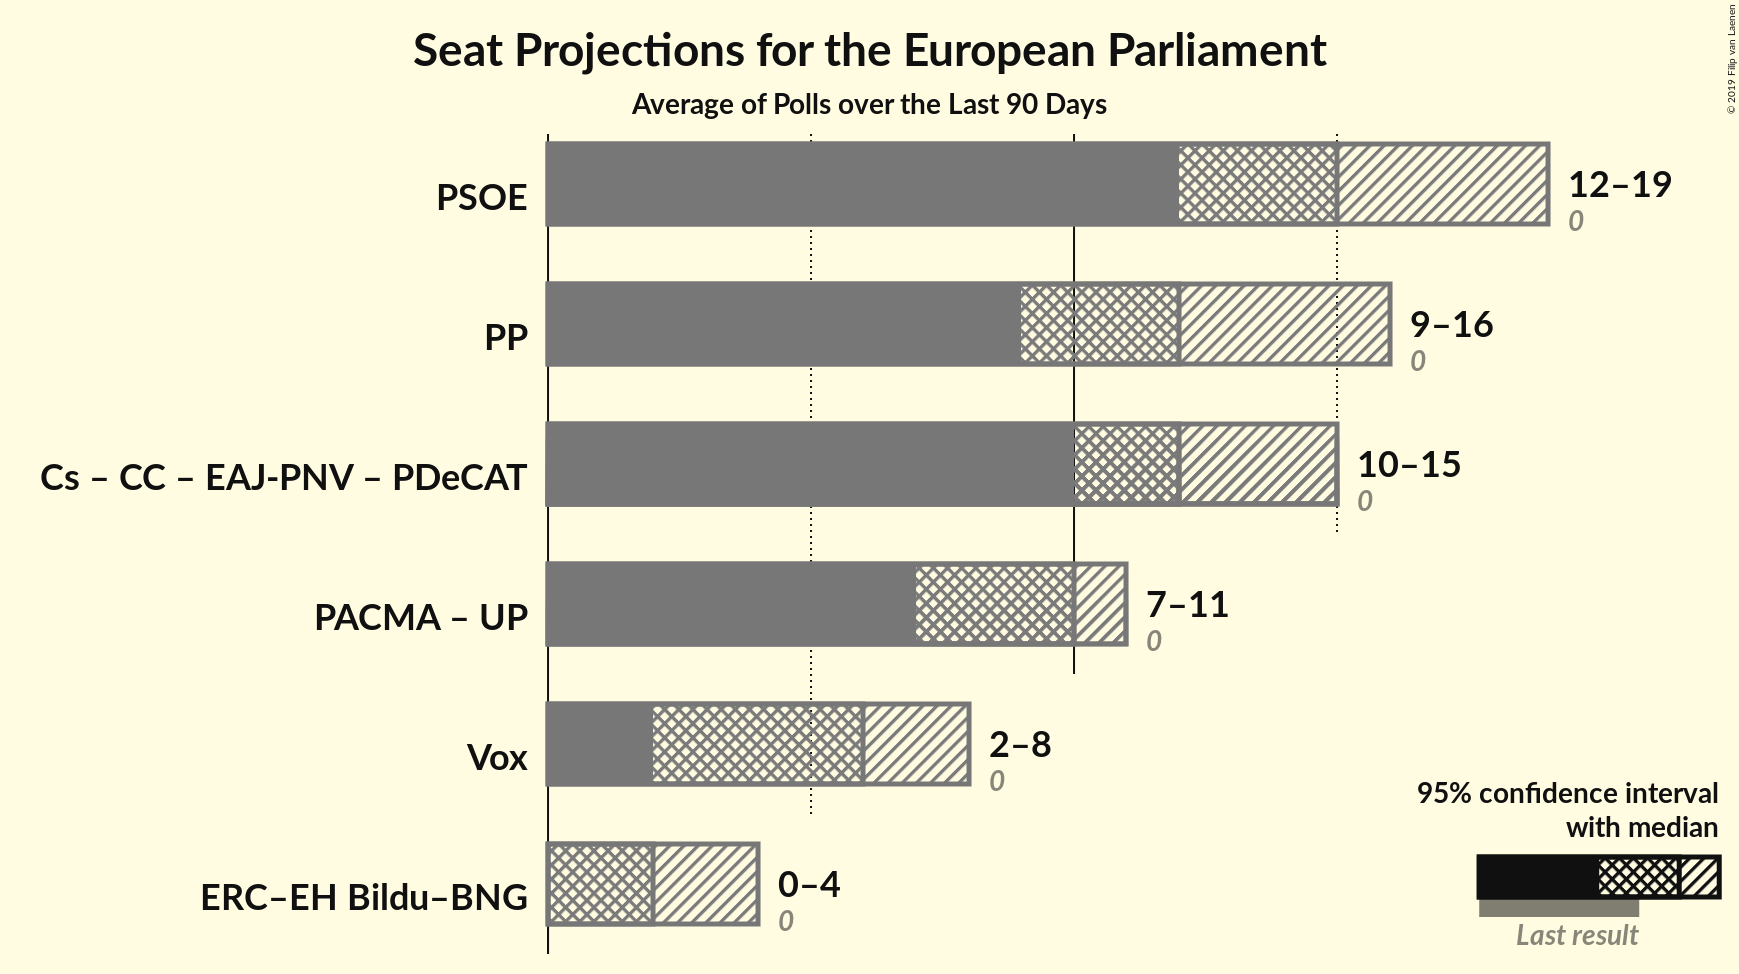 Seat Projections for the European Parliament
Average of Polls over the Last 90 Days
© 2019 Filip van Laenen
PSOE
12–19
0
PP
9–16
0
Cs – CC – EAJ-PNV – PDeCAT
10–15
0
PACMA – UP
7–11
0
Vox
2–8
0
ERC–EH Bildu–BNG
0–4
0
95% confidence interval
with median
Last result